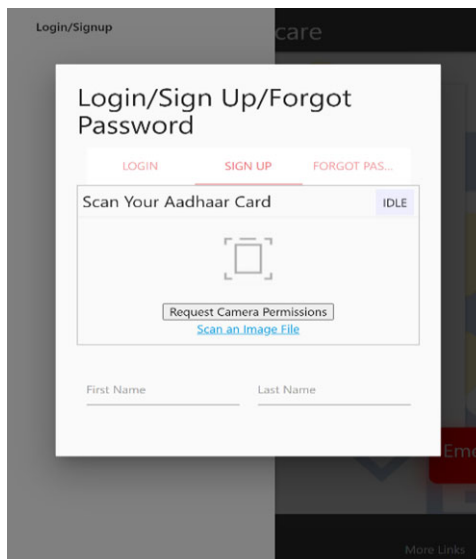 Login/Signup
care
Login/Sign Up/Forgot
Password
LOGIN SIGN UP FORGOT PAS...
Scan Your Aadhaar Card IDLE
Request Camera Permissions
Scan an Image File
First Name Last Name
Eme
More Links